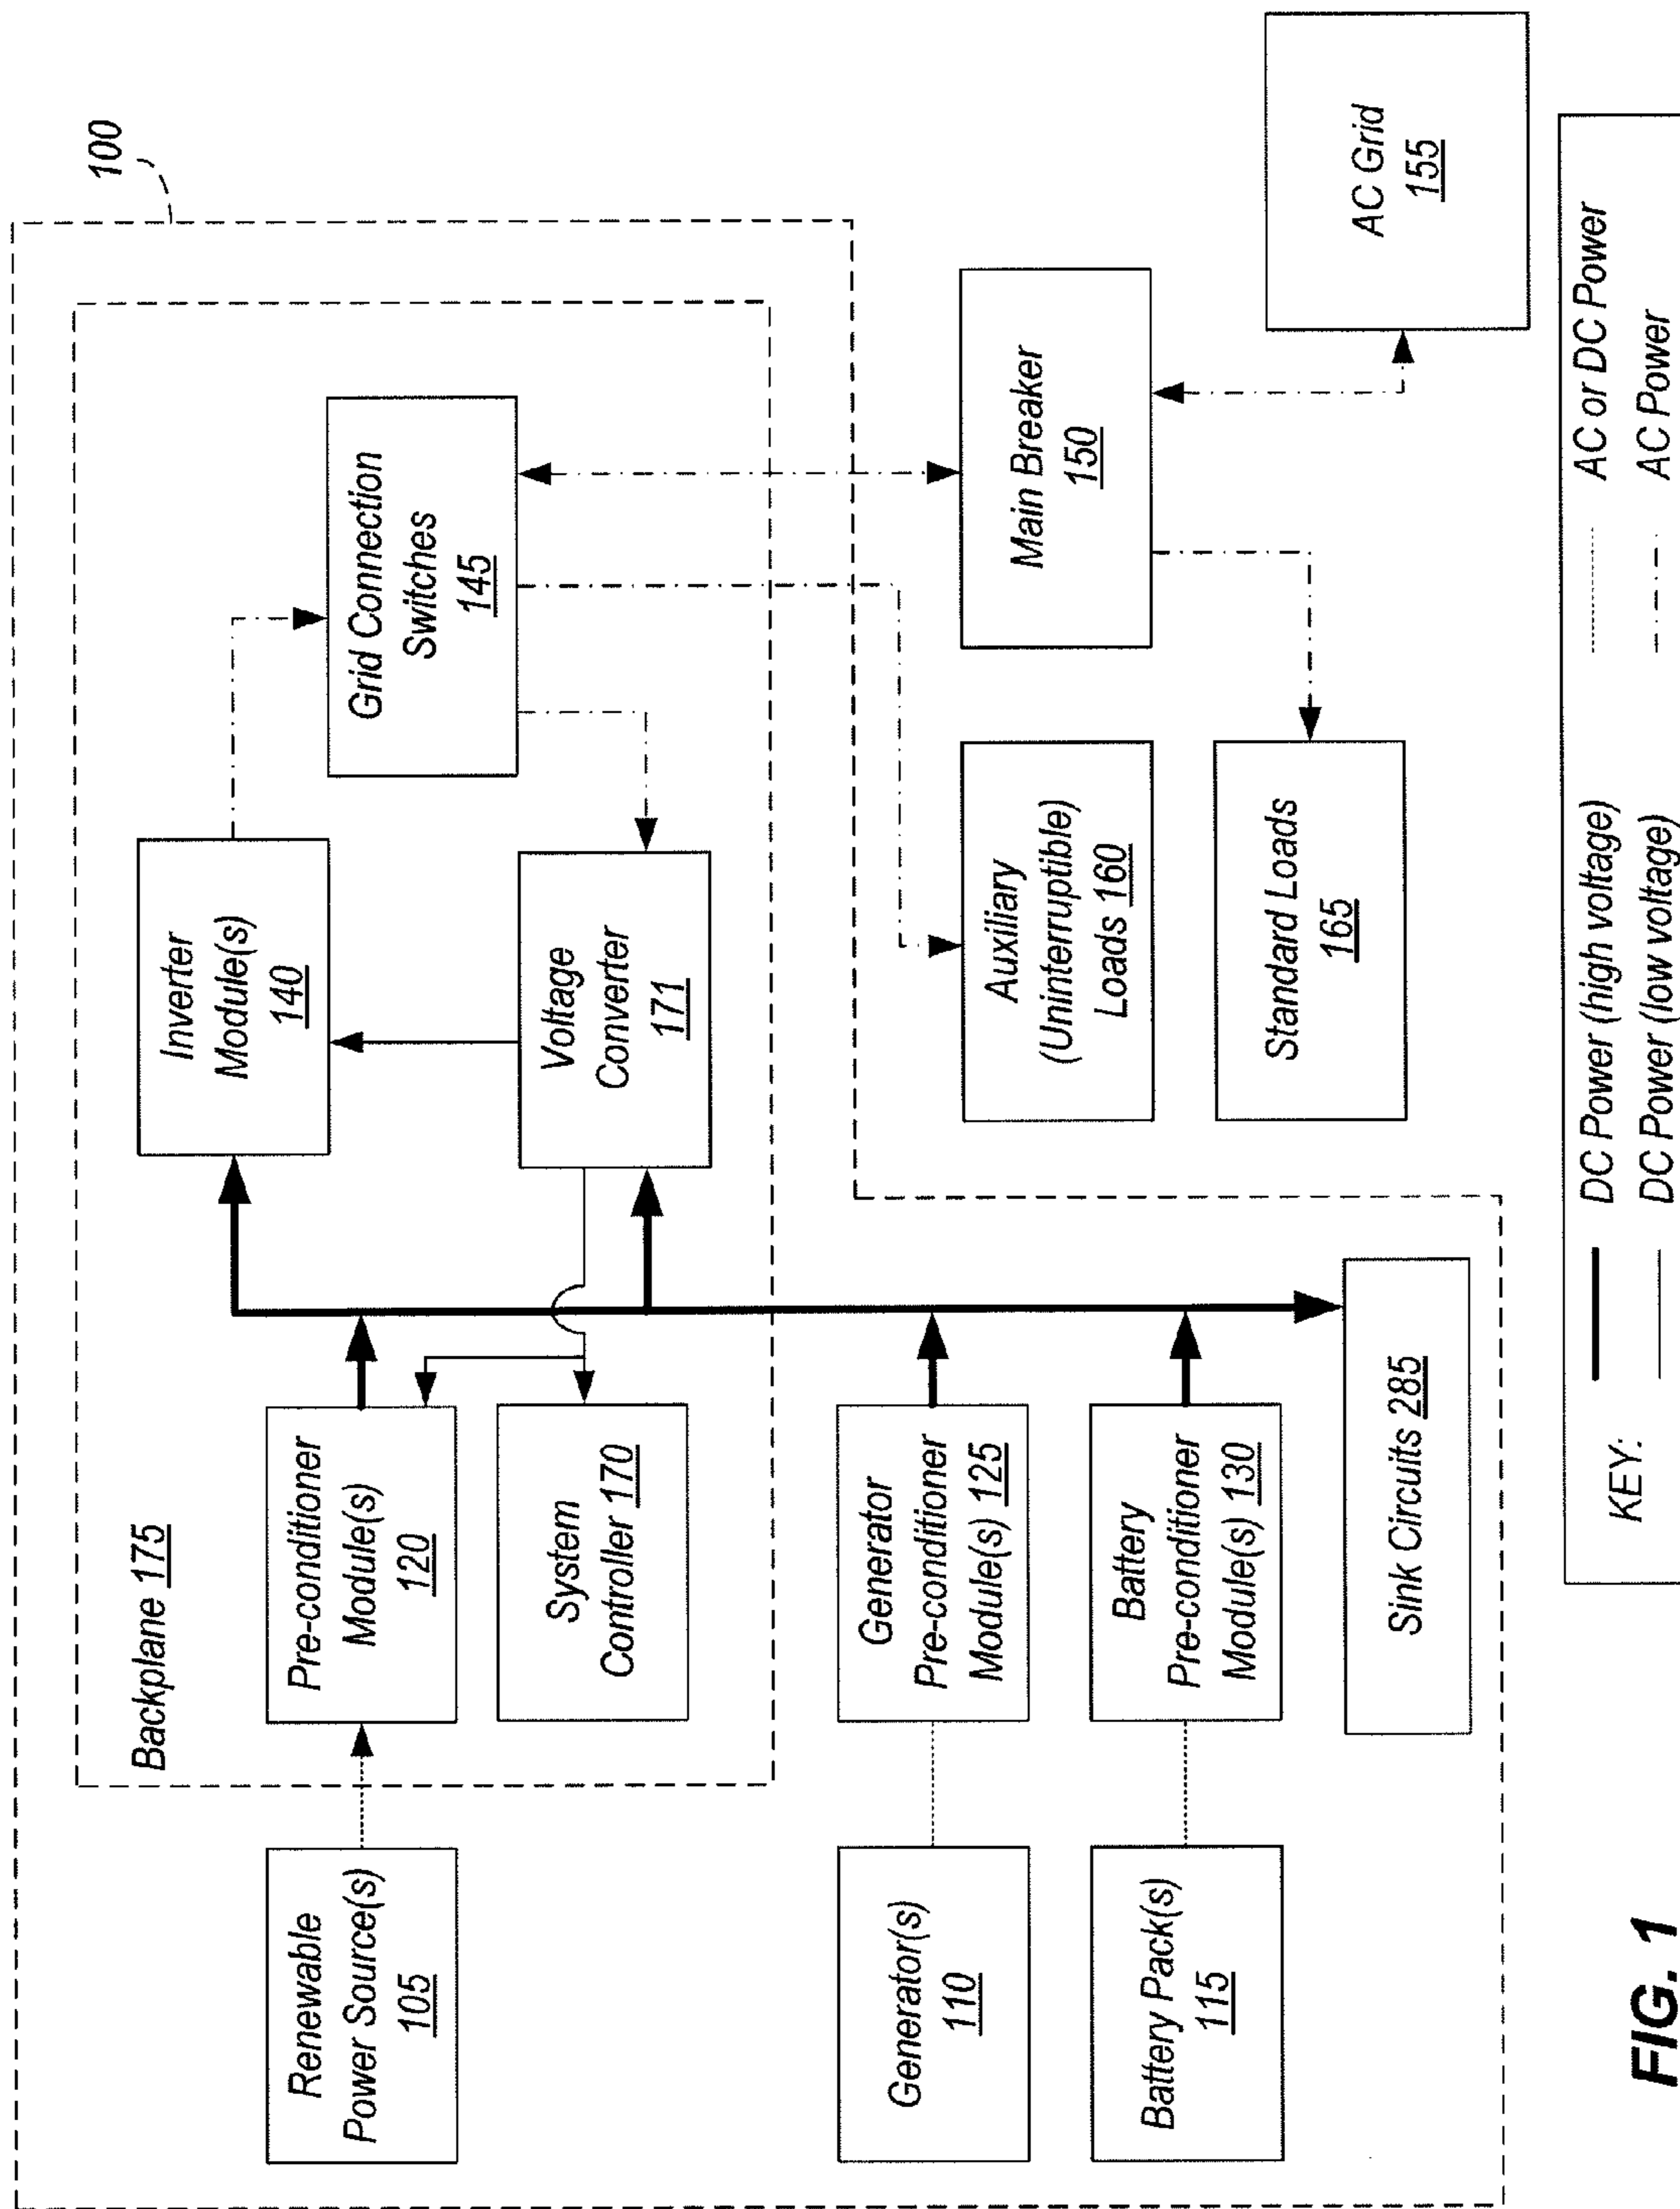 100
Backplane 175
Renewable
Power Source(s)
105
Pre-conditioner
Module(s)
120
Inverter
Module(s)
140
Grid Connection
Switches
145
System
Controller 170
Voltage
Converter
171
Generator(s)
110
Generator
Pre-conditioner
Module(s) 125
Auxiliary
(Uninterruptible)
Loads 160
Main Breaker
150
Battery Pack(s)
115
Battery
Pre-conditioner
Module(s) 130
Standard Loads
165
AC Grid
155
Sink Circuits 285
KEY:
DC Power (high voltage)
AC or DC Power
DC Power (low voltage)
AC Power
FIG. 1